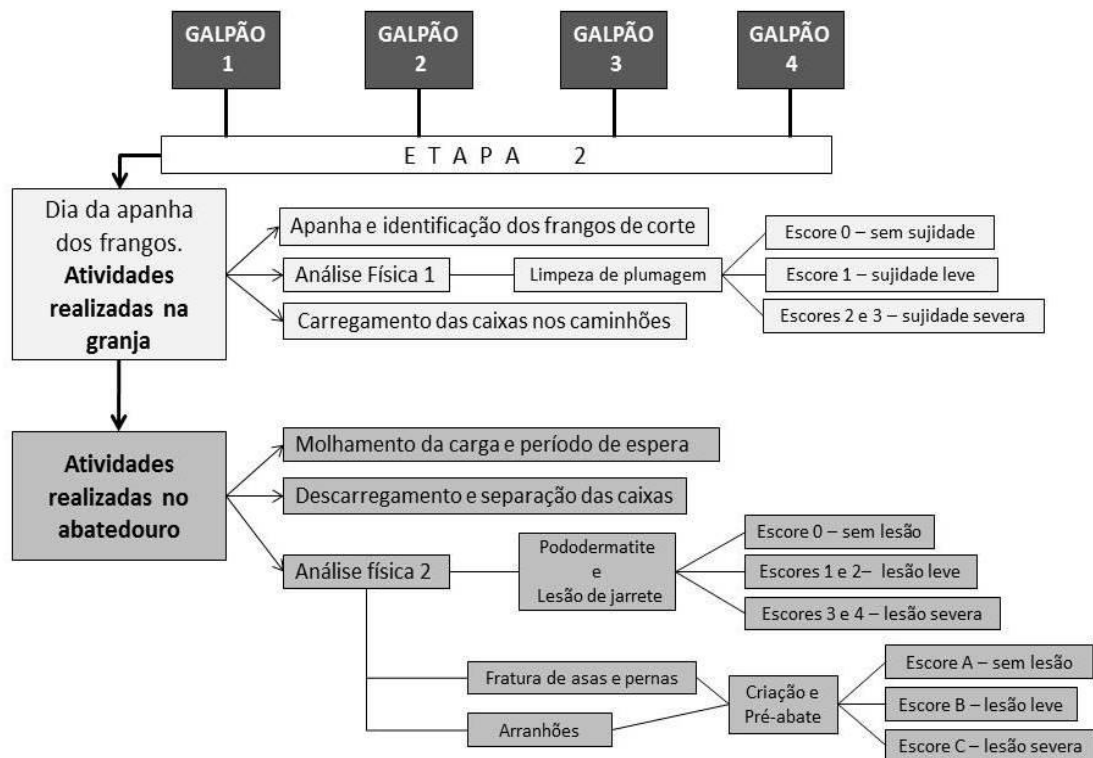 GALPÃO
1
GALPÃO
2
GALPÃO
3
GALPÃO
4
ETAPA 2
Dia da apanha
dos frangos.
Atividades
realizadas na
granja
Apanha e identificação dos frangos de corte
Análise Física 1
Limpeza de plumagem
Carregamento das caixas nos caminhões
Escore 0 – sem sujidade
Escore 1 – sujidade leve
Escores 2 e 3 – sujidade severa
Atividades
realizadas no
abatedouro
Molhamento da carga e período de espera
Descarregamento e separação das caixas
Análise física 2
Pododermatite
e
Lesão de jarrete
Escore 0 – sem lesão
Escores 1 e 2– lesão leve
Escores 3 e 4 – lesão severa
Fratura de asas e pernas
Arranhões
Criação e
Pré-abate
Escore A – sem lesão
Escore B – lesão leve
Escore C – lesão severa